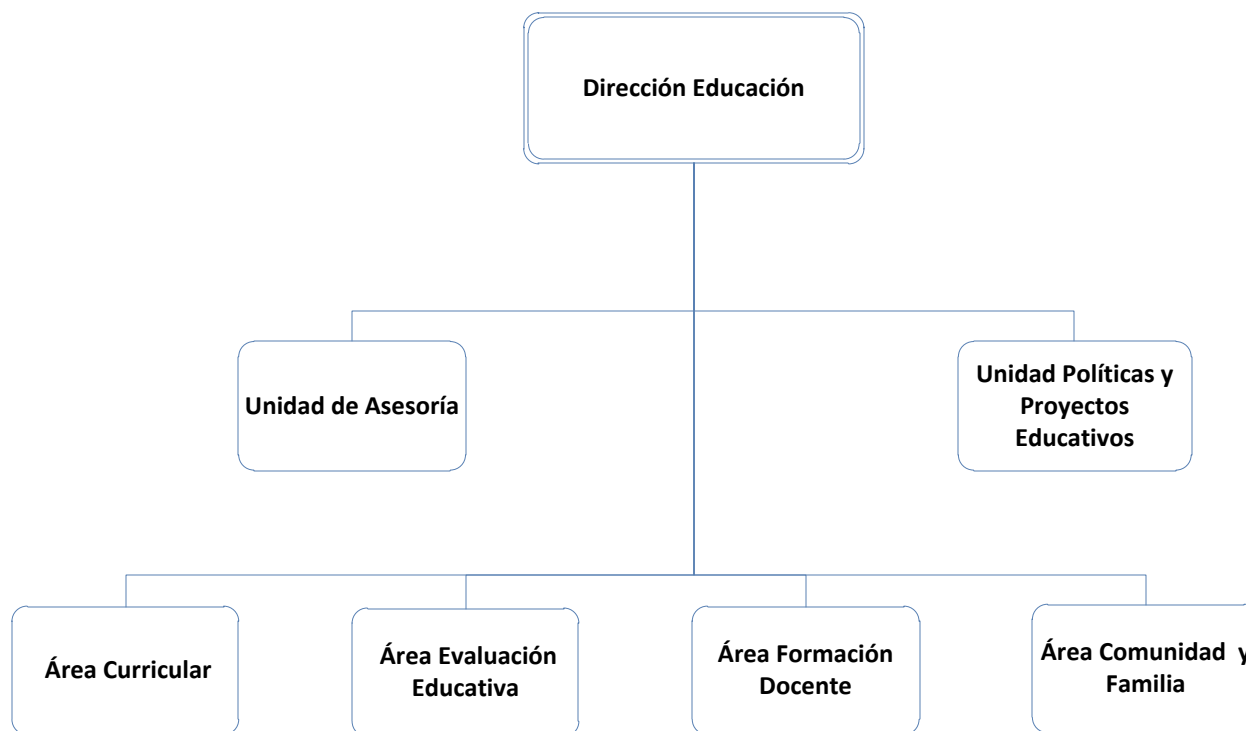 Dirección Educación
Unidad de Asesoría
Unidad Políticas y
Proyectos
Educativos
Área Curricular
Área Evaluación
Educativa
Área Formación
Docente
Área Comunidad y
Familia